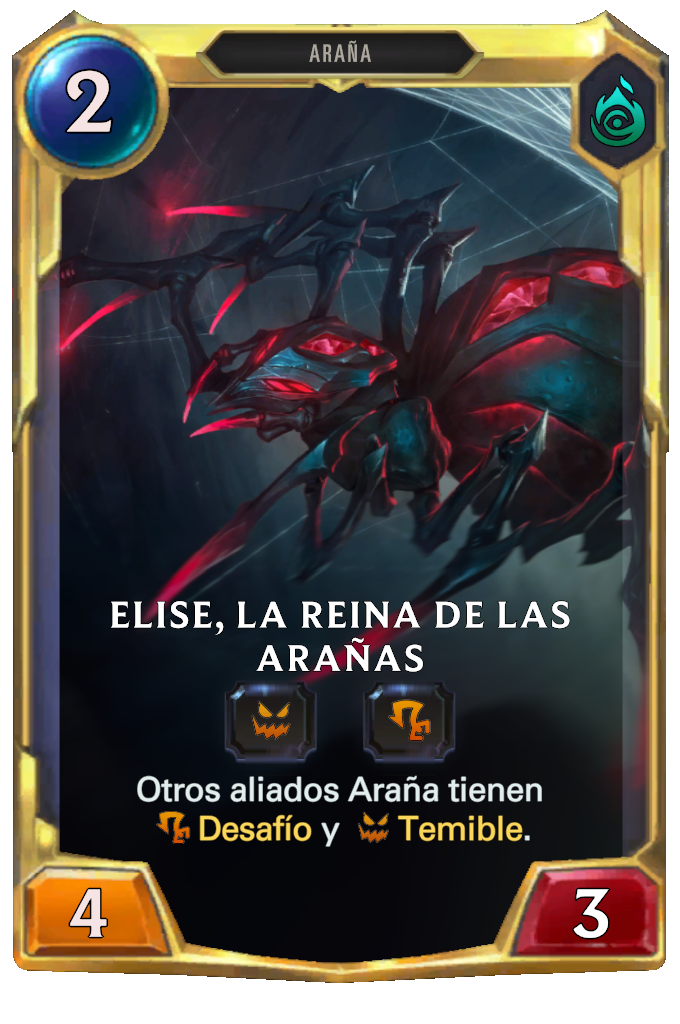 ARAÑA
2
ELISE, LA REINA DE LAS
ARAÑAS
Otros aliados Araña tienen
Desafío y Temible.
4
3